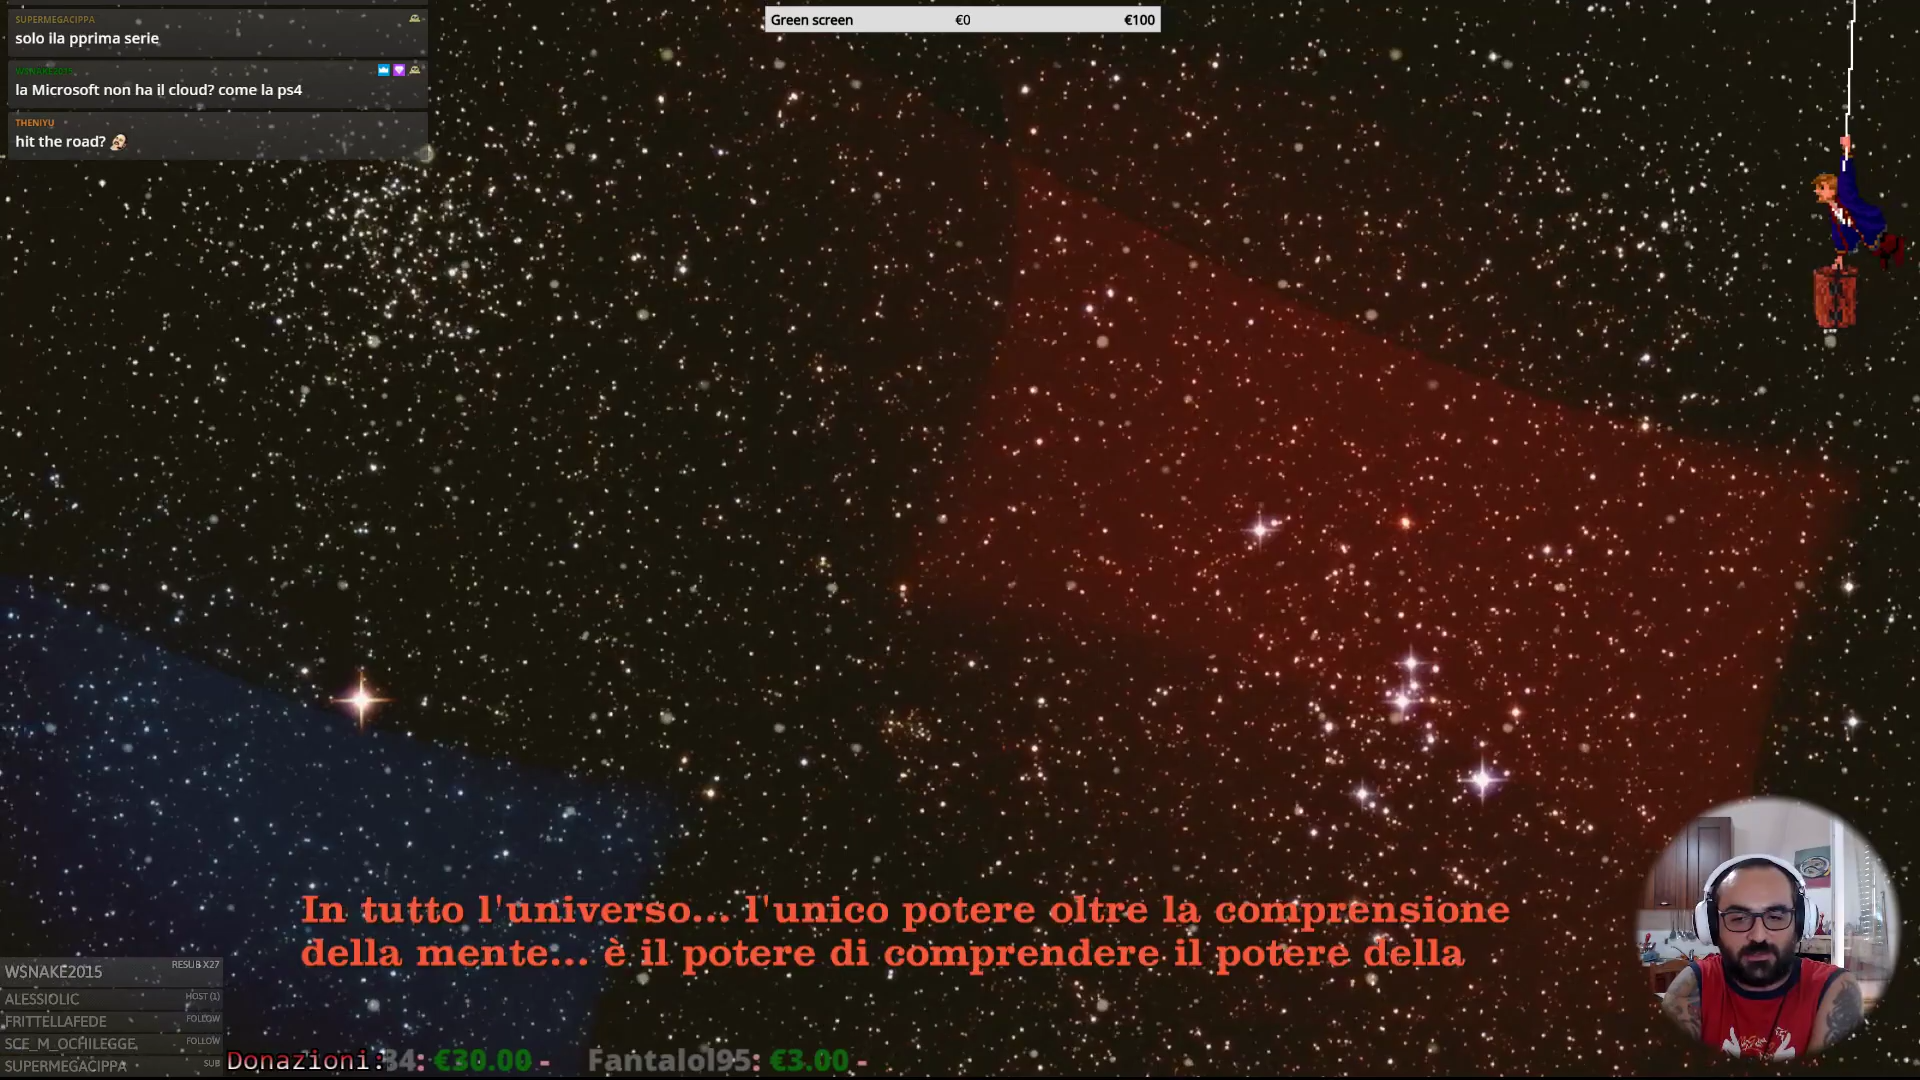 SUPERMEGACIPPA
solo ila pprima serie
WSNAKE2015
la Microsoft non ha il cloud? come la ps4
THENIYU
hit the road?
Green screen €0 €100
In tutto l'universo... l'unico potere oltre la comprensione
della mente... è il potere di comprendere il potere della
WSNAKE2015 RESUB X27
ALESSIOLIC HOST (1)
FRITTELLAFEDE FOLLOW
SCE_M_OCHILEGGE FOLLOW
SUPERMEGACIPPA SUB
Donazioni: 34: €30.00 - Fantalol95: €3.00 -